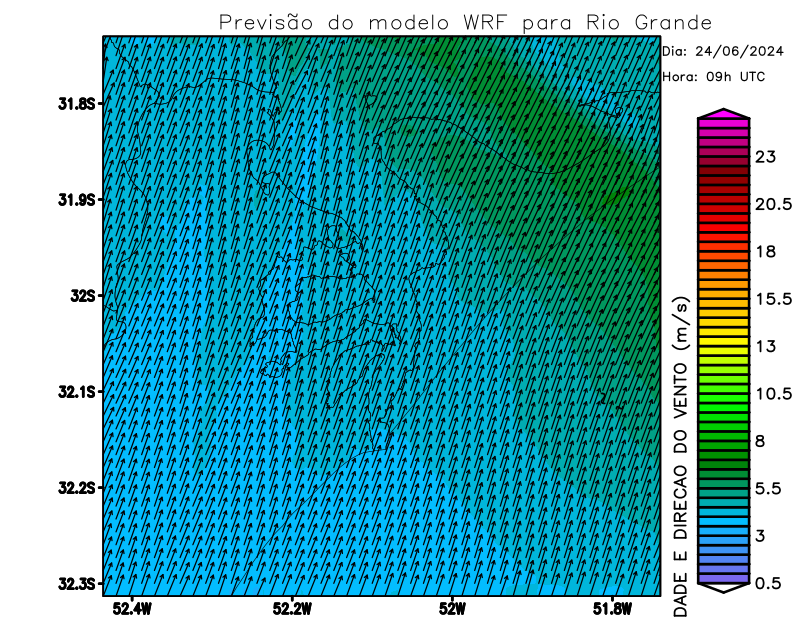 Previsão do modelo WRF para Rio Grande
Dia: 24/06/2024
Hora: 09h UTC
31.8S
31.9S
32S
32.1S
32.2S
32.3S
52.4W
52.2W
52W
51.8W
23
20.5
18
15.5
13
10.5
8
5.5
3
0.5
DADE E DIRECAO DO VENTO (m/s)